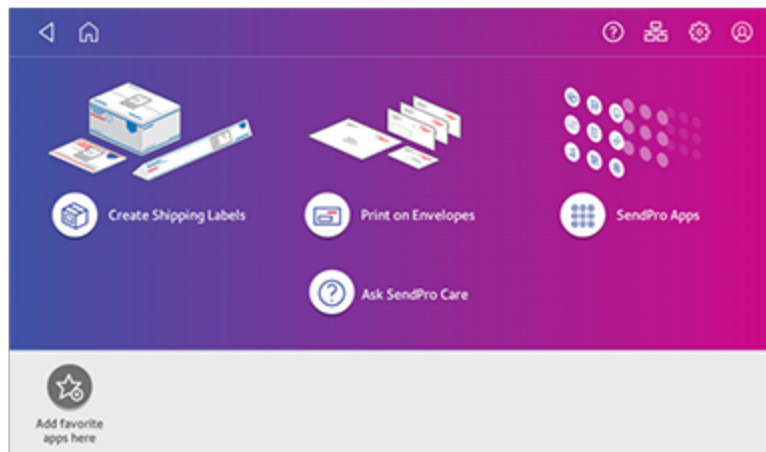 Create Shipping Labels
Print on Envelopes
SendPro Apps
Ask SendPro Care
Add favorite
apps here